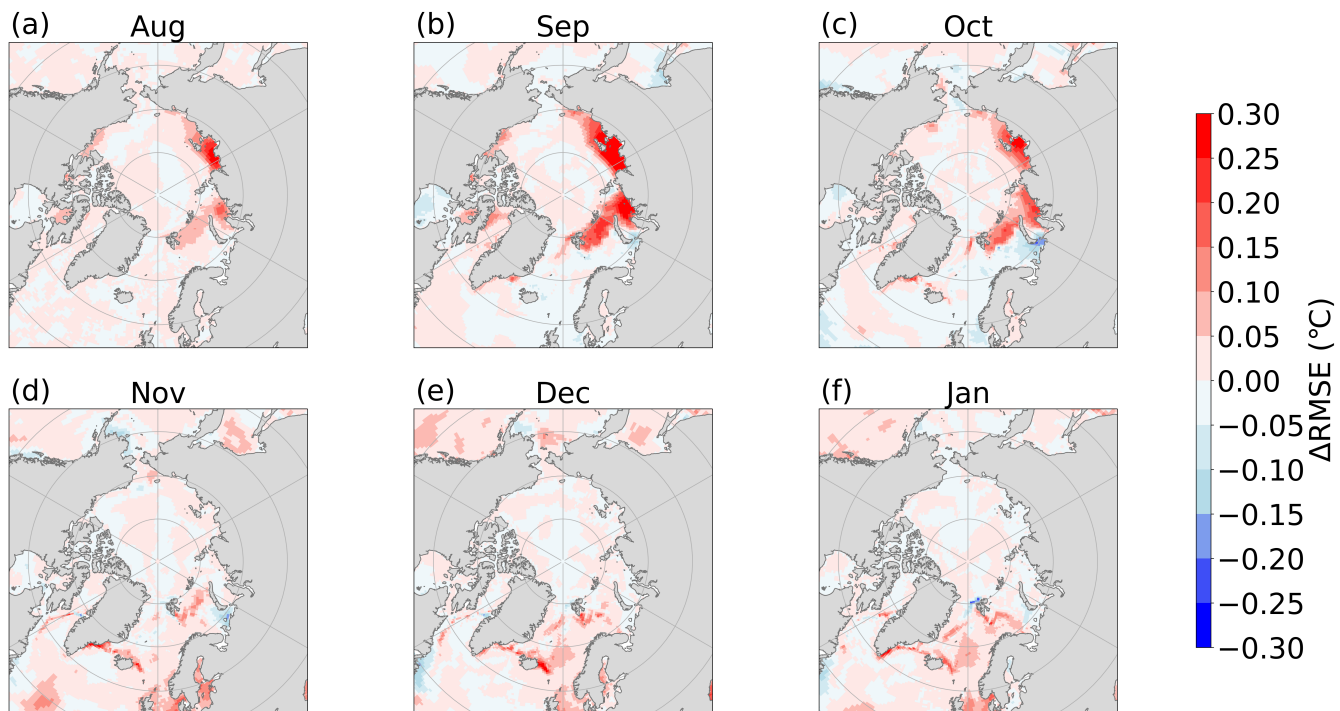 (a) Aug
(b) Sep
(c) Oct
(d) Nov
(e) Dec
(f) Jan
0.30
0.25
0.20
0.15
0.10
0.05
0.00
−0.05
−0.10
−0.15
−0.20
−0.25
−0.30
ΔRMSE (°C)